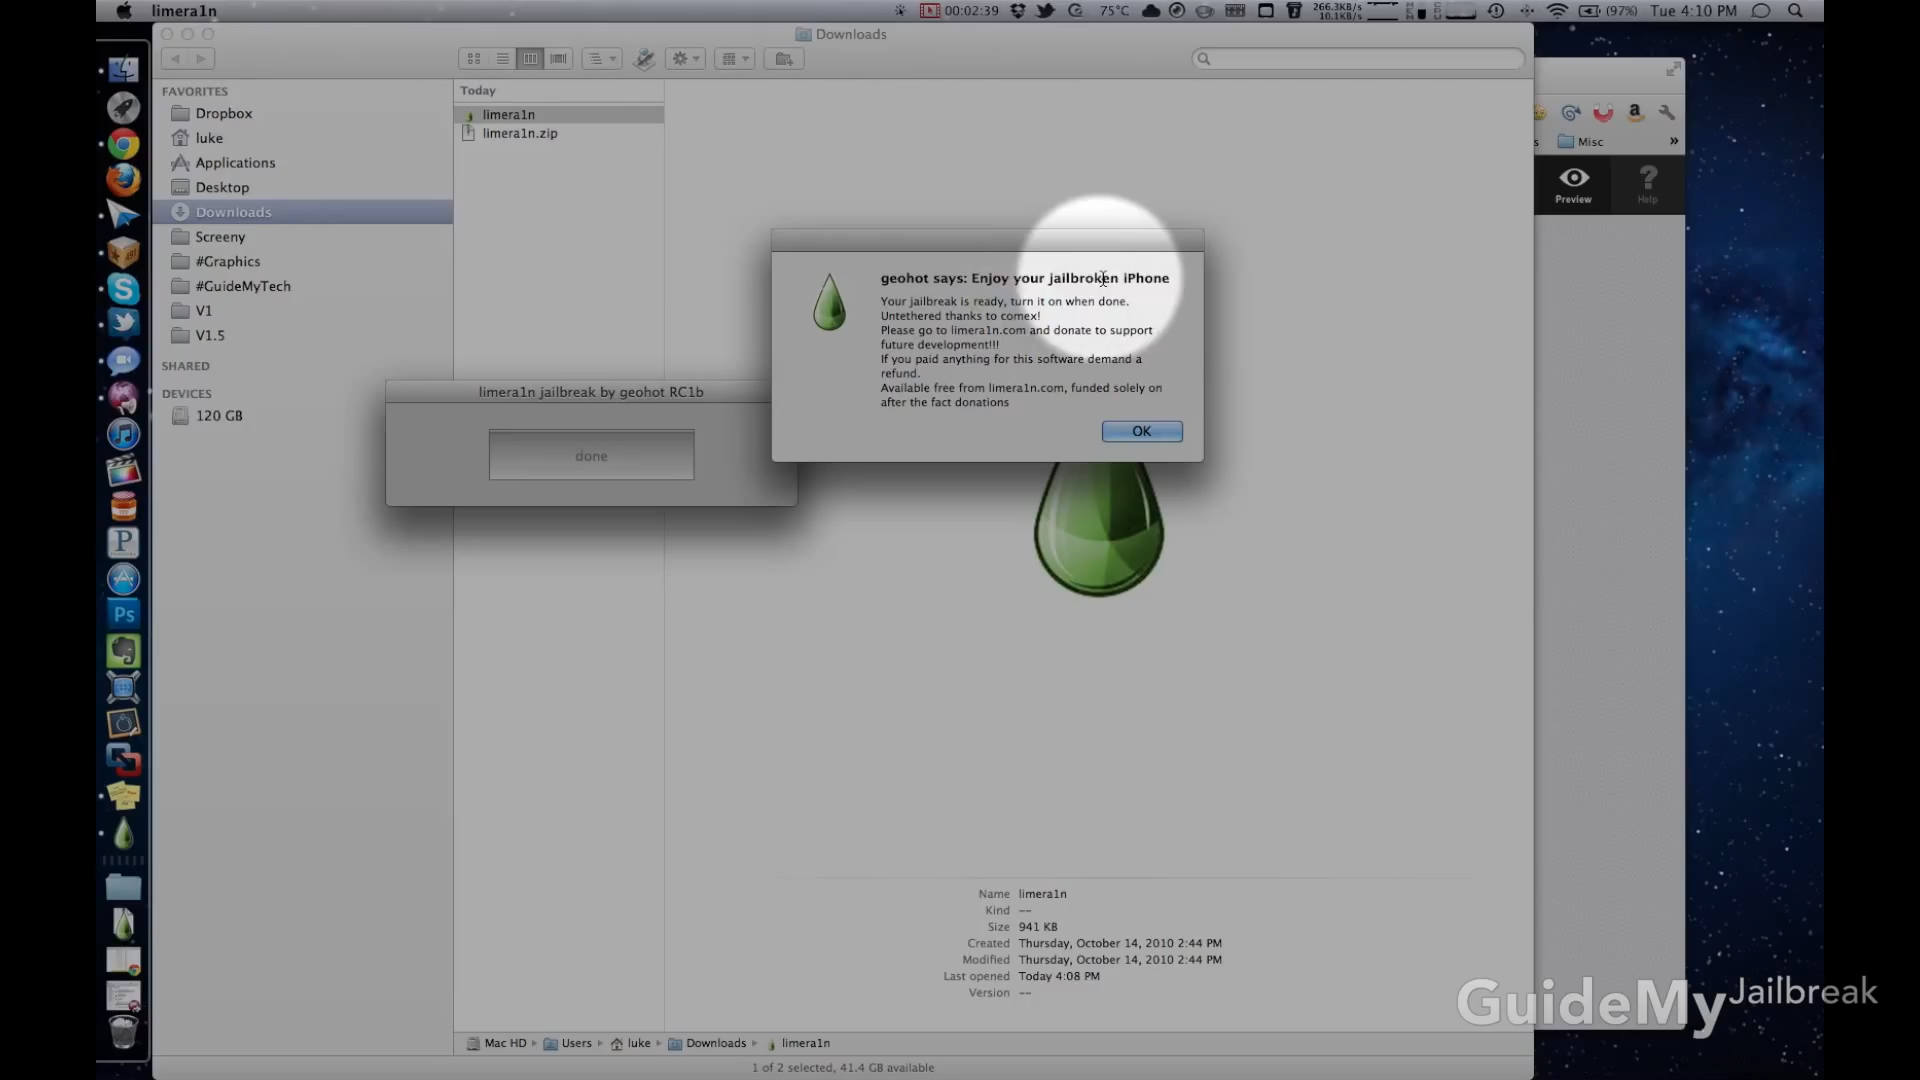 limera1n
00:02:39
75°C
266.3KB/s
10.1KB/s
(97%)
Tue 4:10 PM
Downloads
FAVORITES
Dropbox
luke
Applications
Desktop
Downloads
Screeny
#Graphics
#GuideMyTech
V1
V1.5
SHARED
DEVICES
120 GB
Today
limera1n
limera1n.zip
Misc
»
Preview
Help
geohot says: Enjoy your jailbroken iPhone
Your jailbreak is ready, turn it on when done.
Untethered thanks to comex!
Please go to limera1n.com and donate to support
future development!!!
If you paid anything for this software demand a
refund.
Available free from limera1n.com, funded solely on
after the fact donations
OK
limera1n jailbreak by geohot RC1b
done
Ps
Name limera1n
Kind --
Size 941 KB
Created Thursday, October 14, 2010 2:44 PM
Modified Thursday, October 14, 2010 2:44 PM
Last opened Today 4:08 PM
Version --
Mac HD Users luke Downloads limera1n
1 of 2 selected, 41.4 GB available
GuideMyJailbreak